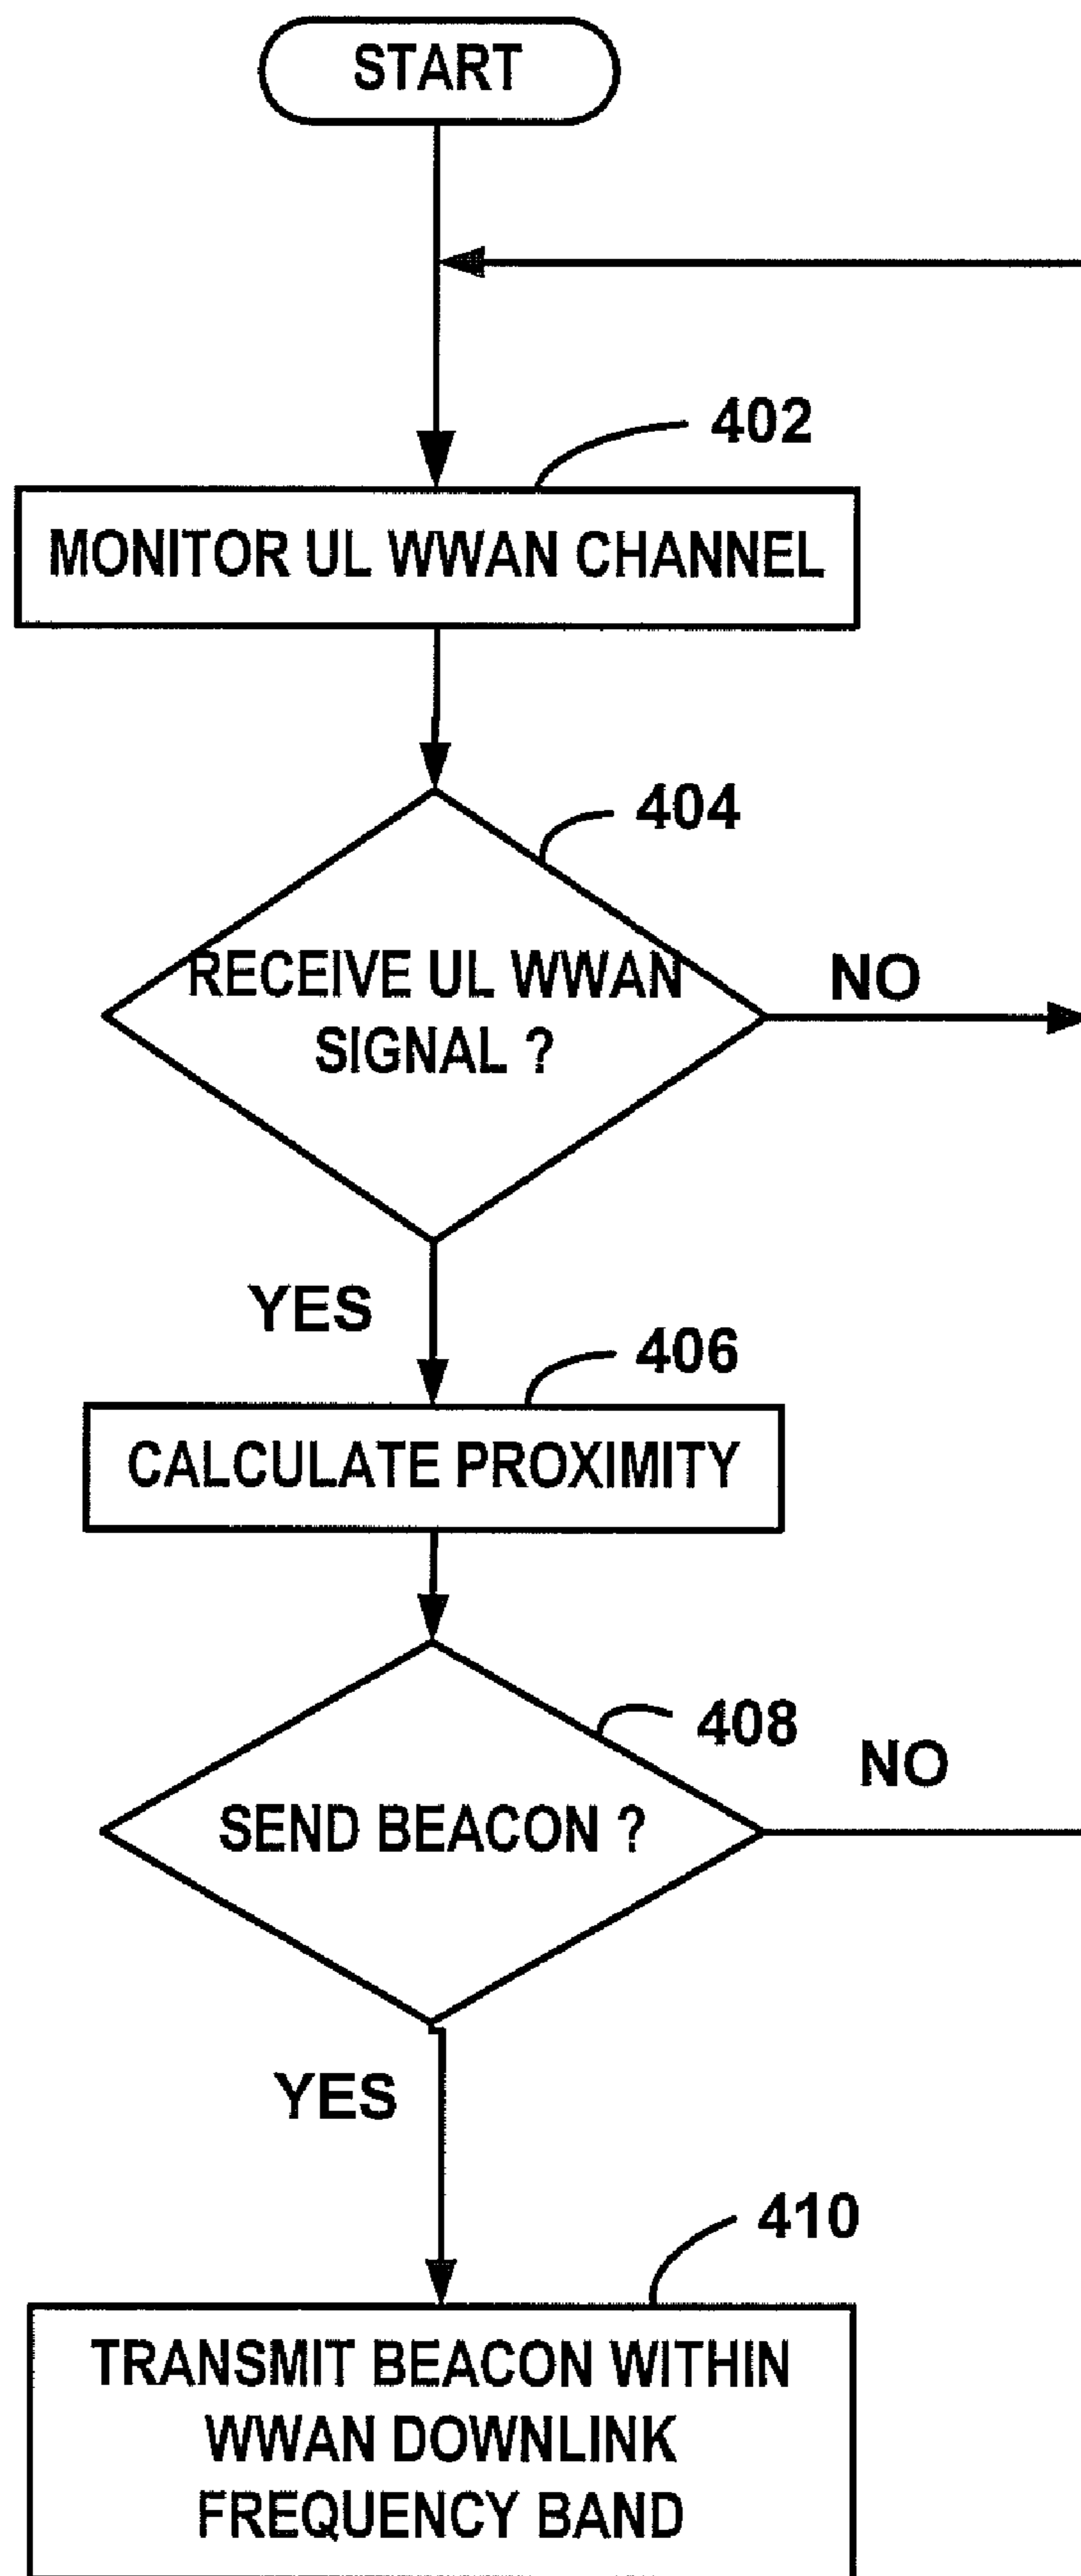 START
402
MONITOR UL WWAN CHANNEL
404
RECEIVE UL WWAN
SIGNAL ?
NO
YES
406
CALCULATE PROXIMITY
408
SEND BEACON ?
NO
YES
410
TRANSMIT BEACON WITHIN
WWAN DOWNLINK
FREQUENCY BAND